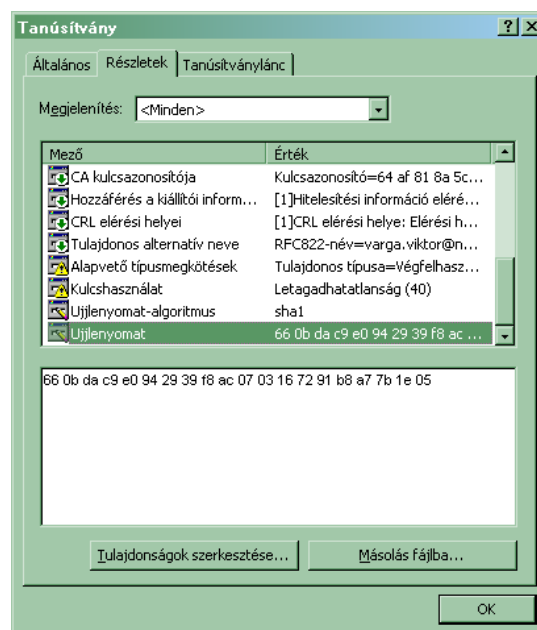 Tanúsítvány
Általános Részletek Tanúsítványlánc
Megjelenítés: <Minden>
Mező Érték
CA kulcsazonosítója Kulcsazonosító=64 af 81 8a 5c...
Hozzáférés a kiállítói inform... [1]Hitelesítési információ eléré...
CRL elérési helyei [1]CRL elérési helye: Elérési h...
Tulajdonos alternatív neve RFC822-név=varga.viktor@n...
Alapvető típusmegkötések Tulajdonos típusa=Végfelhasz...
Kulcshasználat Letagadhatatlanság (40)
Ujjlenyomat-algoritmus sha1
Ujjlenyomat 66 0b da c9 e0 94 29 39 f8 ac ...
66 0b da c9 e0 94 29 39 f8 ac 07 03 16 72 91 b8 a7 7b 1e 05
Tulajdonságok szerkesztése... Másolás fájlba...
OK